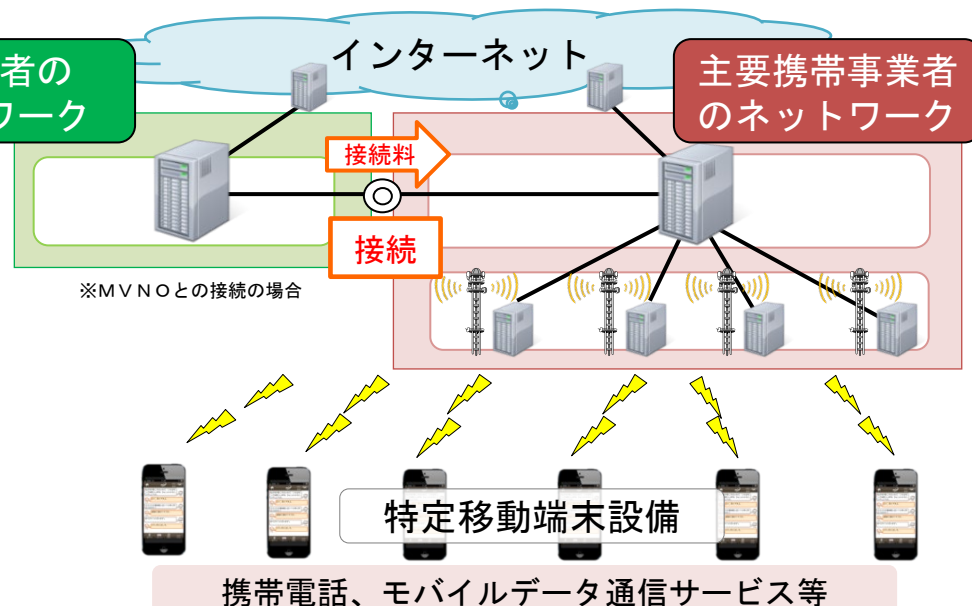 インターネット
者の
ワーク
主要携帯事業者
のネットワーク
接続料
接続
※ＭＶＮＯとの接続の場合
特定移動端末設備
携帯電話、モバイルデータ通信サービス等